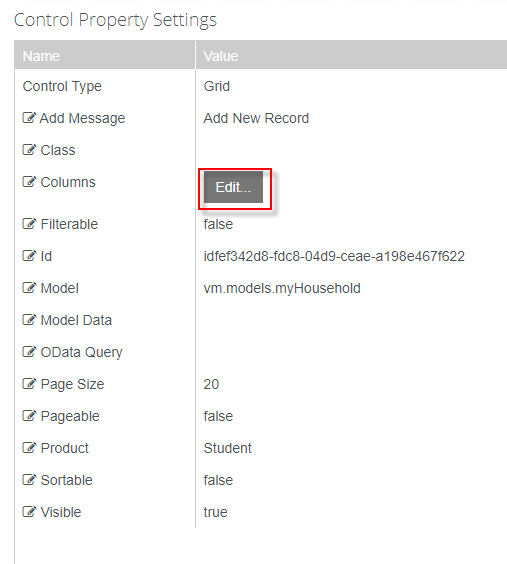 Control Property Settings
Name Value
Control Type Grid
Add Message Add New Record
Class
Columns Edit...
Filterable false
Id idfef342d8-fdc8-04d9-ceae-a198e467f622
Model vm.models.myHousehold
Model Data
OData Query
Page Size 20
Pageable false
Product Student
Sortable false
Visible true